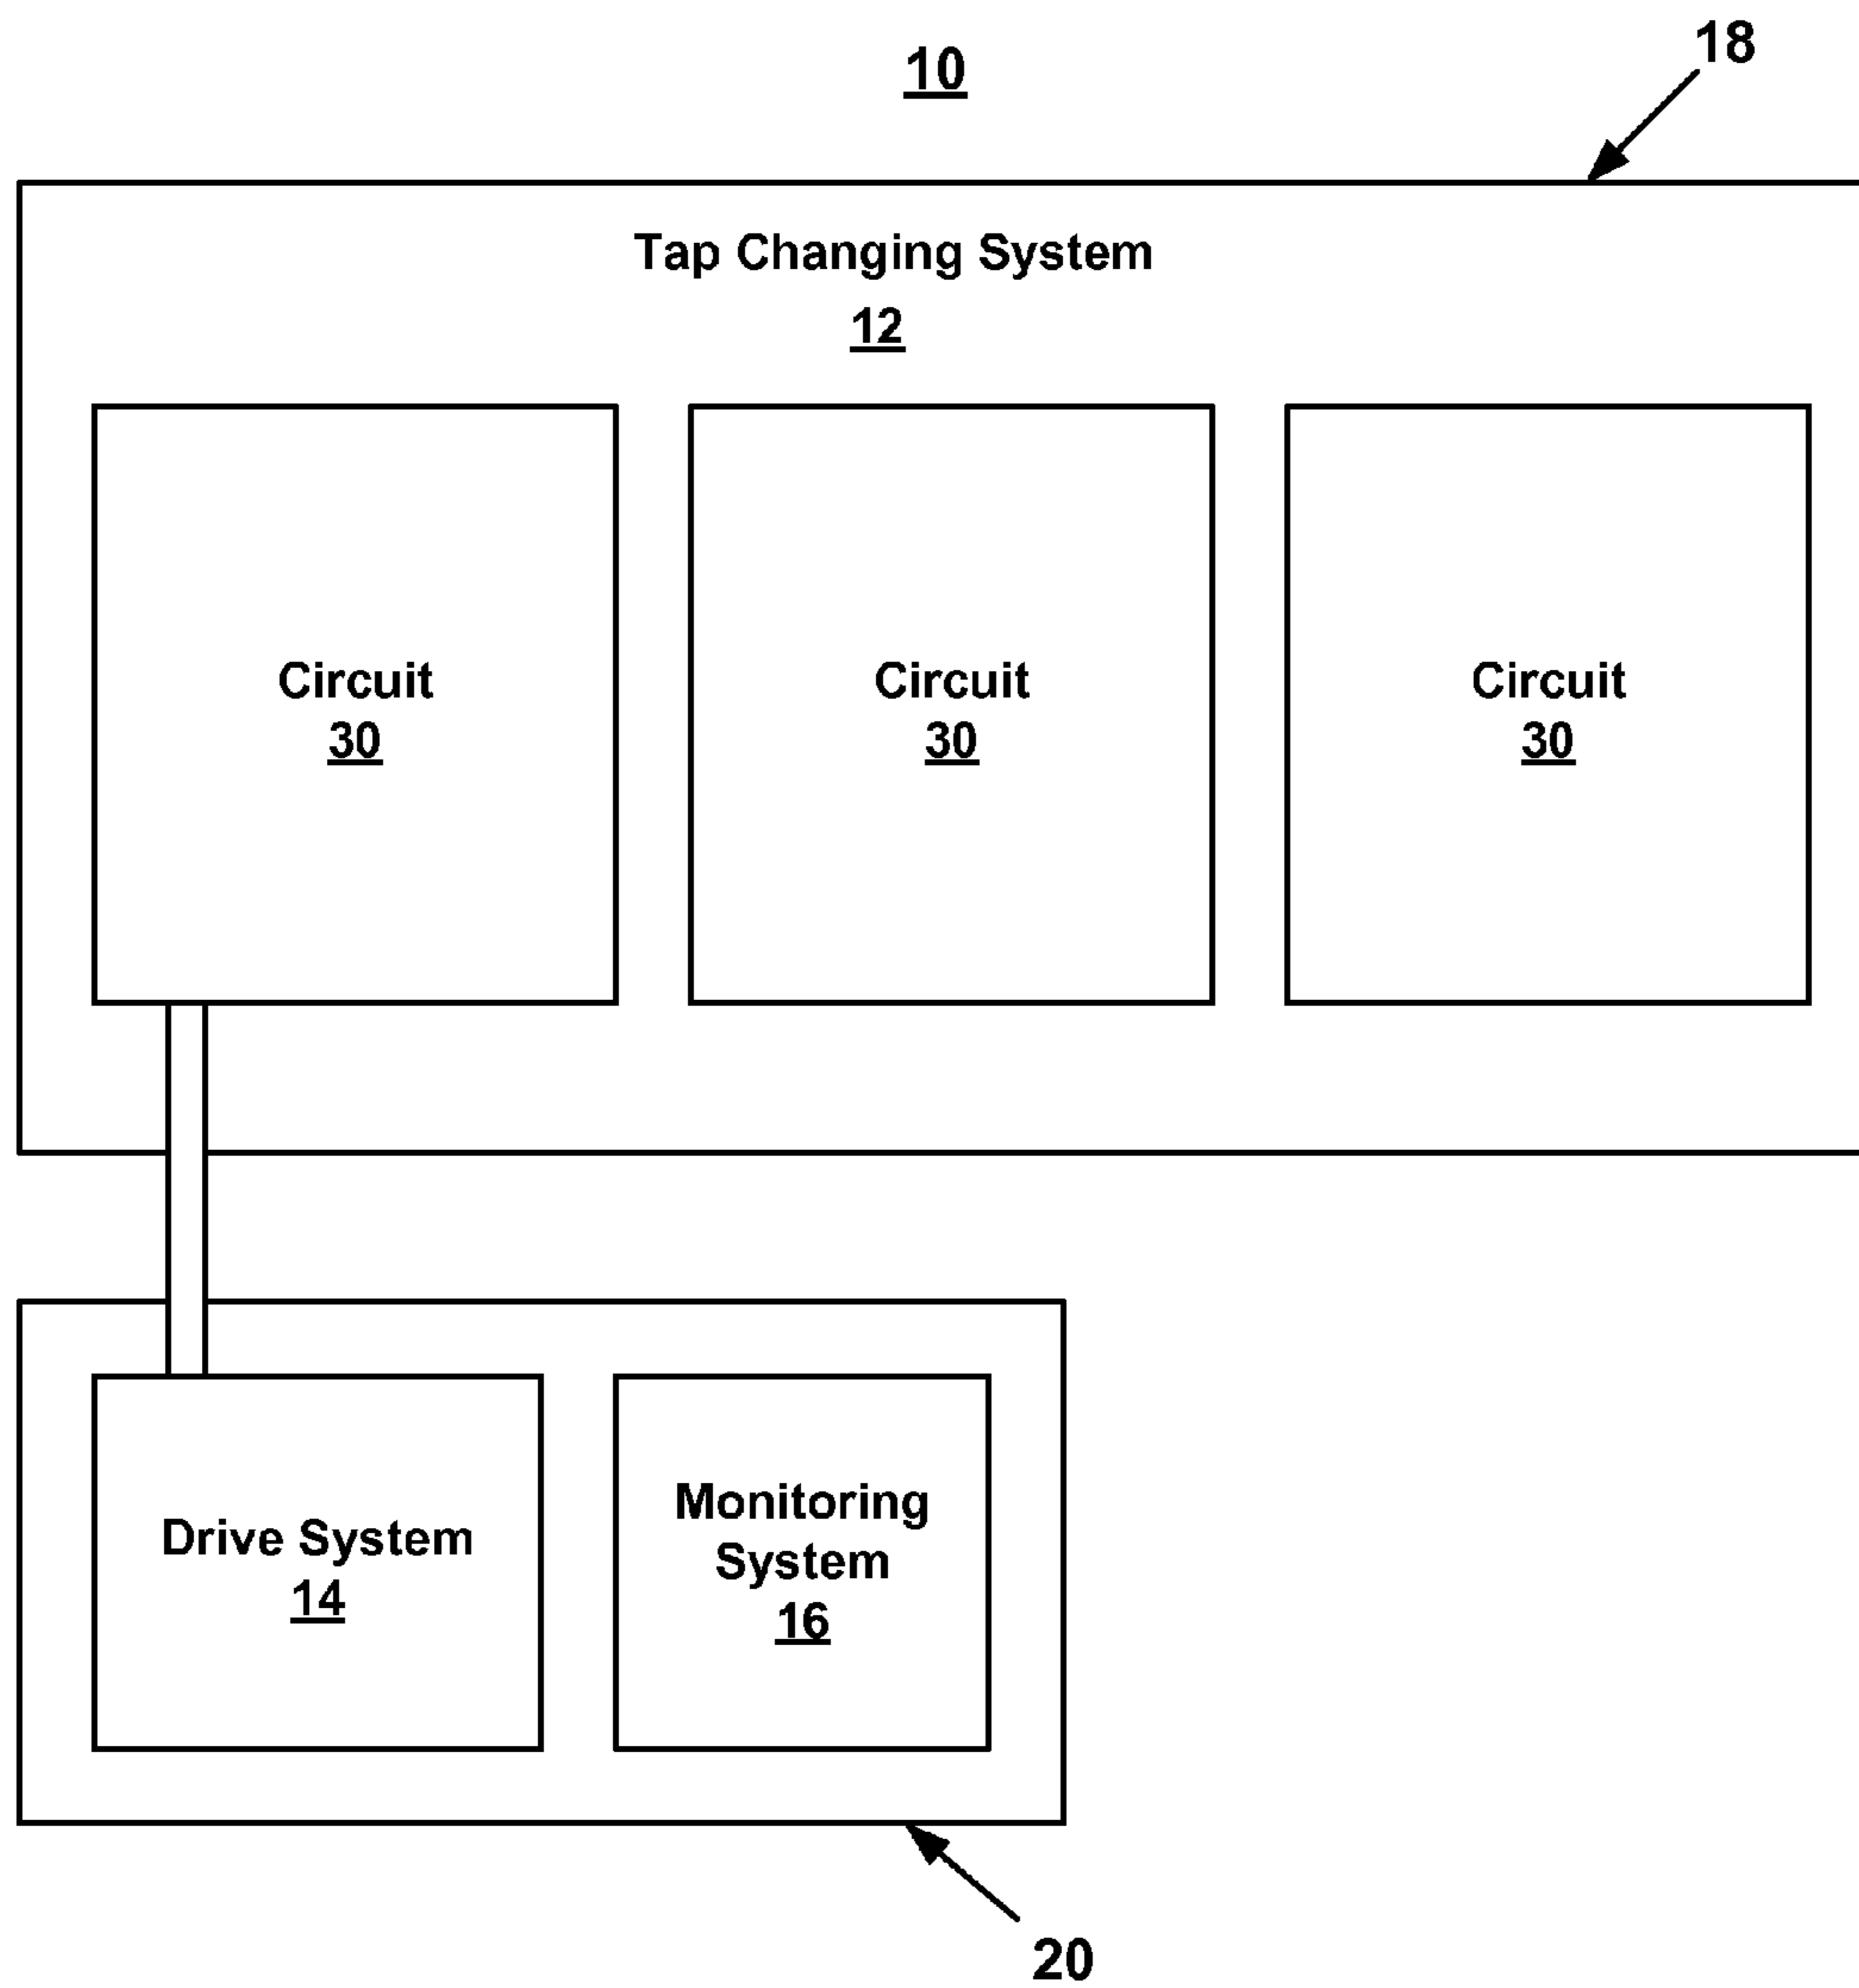 10
18
Tap Changing System
12
Circuit
30
Circuit
30
Circuit
30
Drive System
14
Monitoring
System
16
20